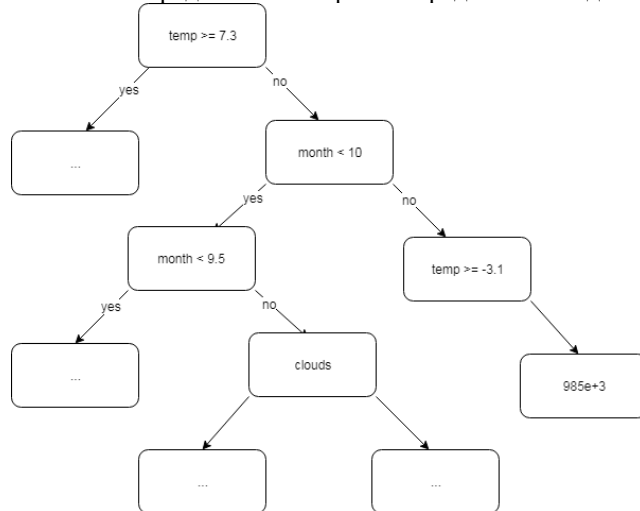 temp >= 7.3
yes
no
...
month < 10
yes
no
month < 9.5
temp >= -3.1
yes
no
...
clouds
985e+3
...
...